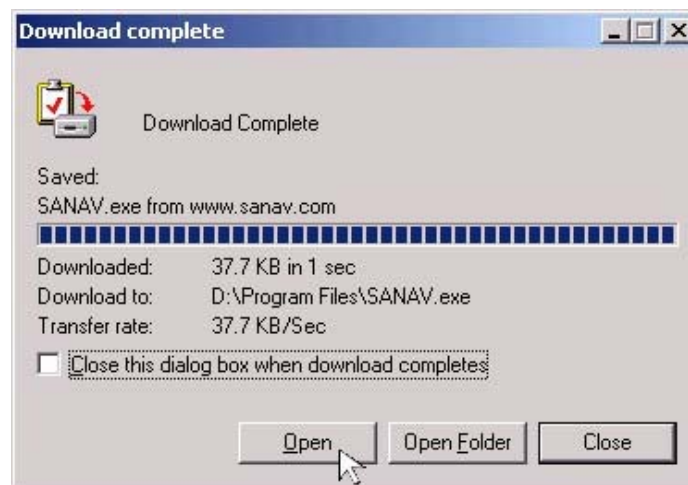 Download complete
Download Complete
Saved:
SANAV.exe from www.sanav.com
Downloaded: 37.7 KB in 1 sec
Download to: D:\Program Files\SANAV.exe
Transfer rate: 37.7 KB/Sec
Close this dialog box when download completes
Open Open Folder Close